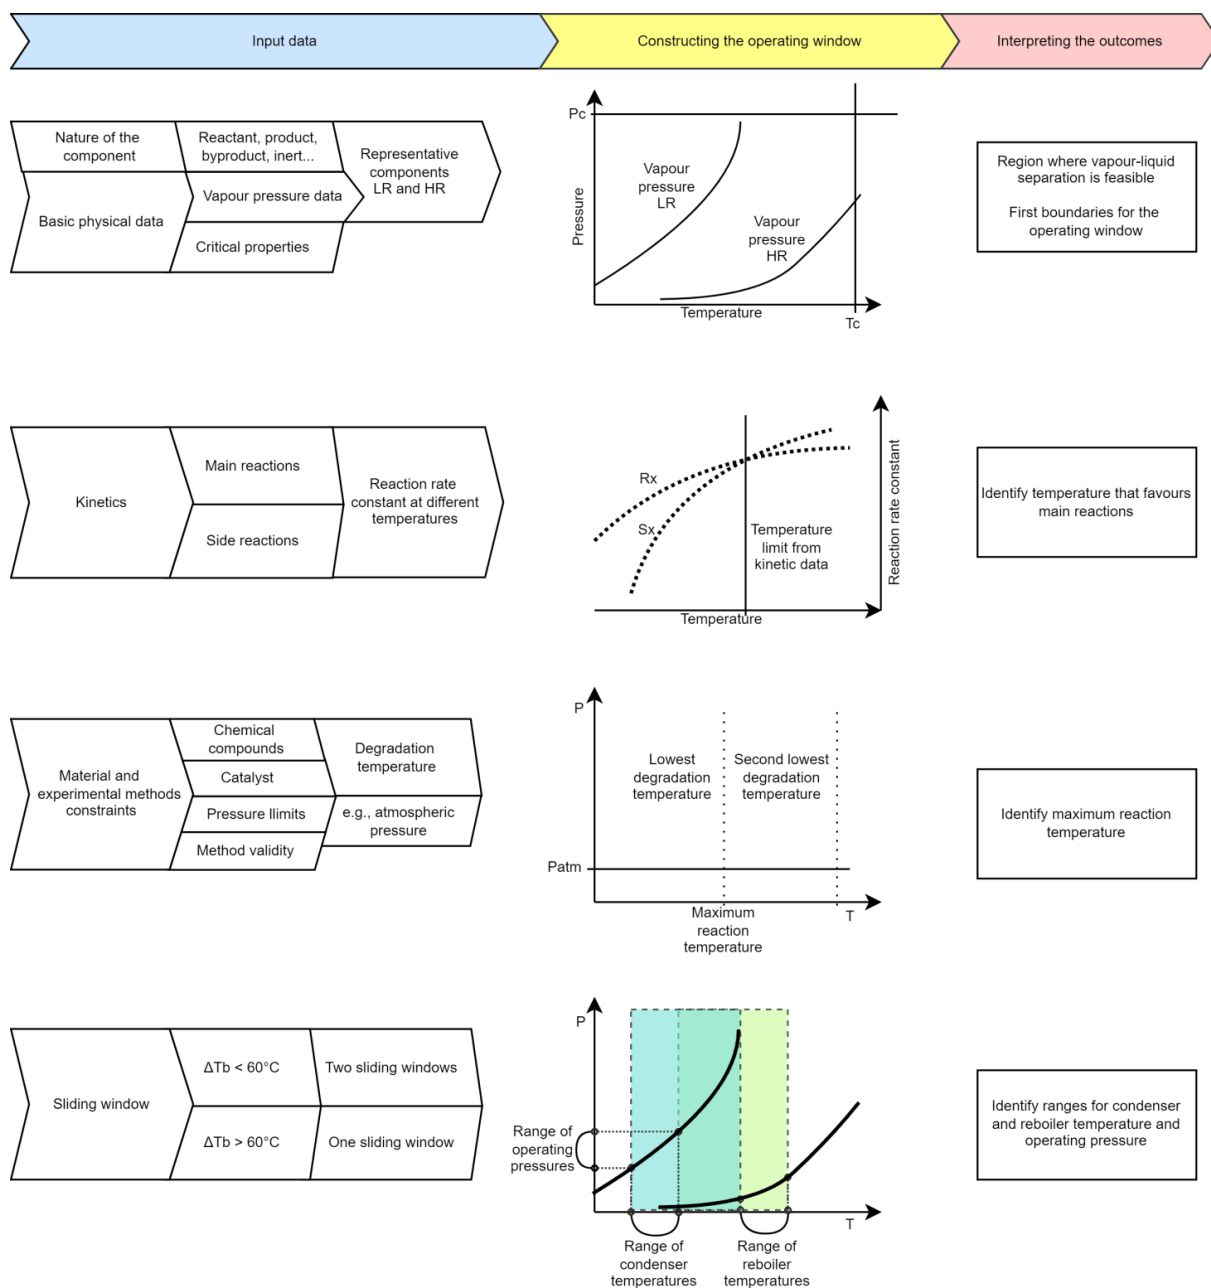 Input data
Constructing the operating window
Interpreting the outcomes
Nature of the
component
Reactant, product,
byproduct, inert...
Representative
components
LR and HR
Basic physical data
Vapour pressure data
Critical properties
Pc
Pressure
Vapour
pressure
LR
Vapour
pressure
HR
Temperature
Tc
Region where vapour-liquid
separation is feasible
First boundaries for the
operating window
Kinetics
Main reactions
Side reactions
Reaction rate
constant at different
temperatures
Rx
Sx
Temperature
limit from
kinetic data
Reaction rate constant
Temperature
Identify temperature that favours
main reactions
Material and
experimental methods
constraints
Chemical
compounds
Catalyst
Pressure Llimits
Method validity
Degradation
temperature
e.g., atmospheric
pressure
P
Lowest
degradation
temperature
Second lowest
degradation
temperature
Patm
Maximum
reaction
temperature
T
Identify maximum reaction
temperature
Sliding window
ΔTb < 60°C
Two sliding windows
ΔTb > 60°C
One sliding window
P
Range of
operating
pressures
T
Range of
condenser
temperatures
Range of
reboiler
temperatures
Identify ranges for condenser
and reboiler temperature and
operating pressure